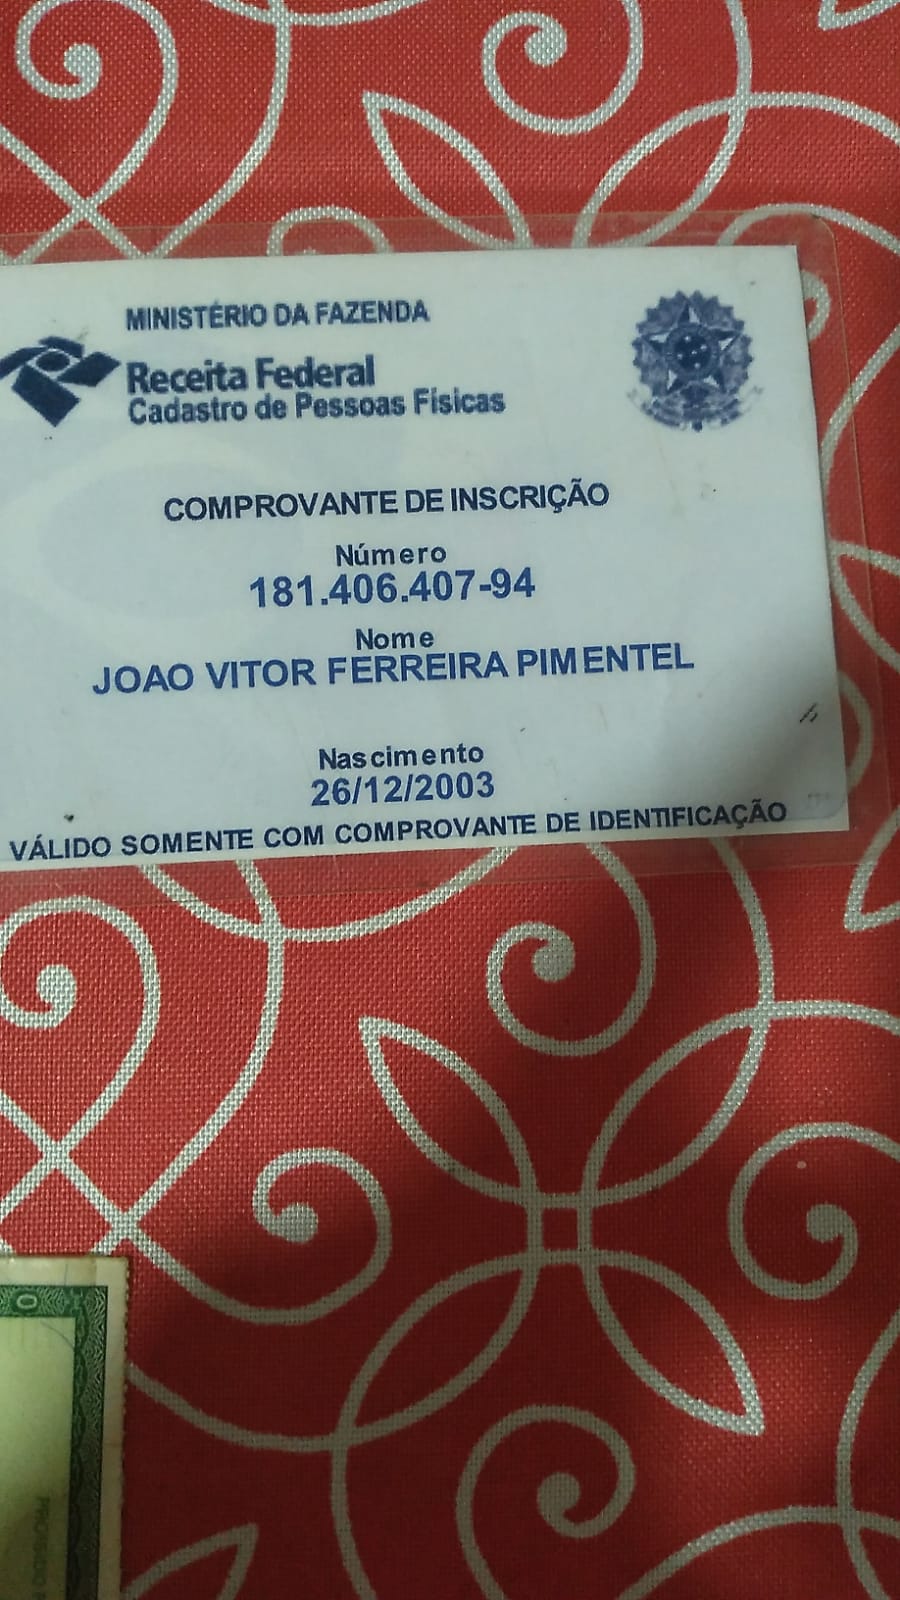 MINISTÉRIO DA FAZENDA
Receita Federal
Cadastro de Pessoas Físicas
COMPROVANTE DE INSCRIÇÃO
Número
181.406.407-94
Nome
JOAO VITOR FERREIRA PIMENTEL
Nascimento
26/12/2003
VÁLIDO SOMENTE COM COMPROVANTE DE IDENTIFICAÇÃO